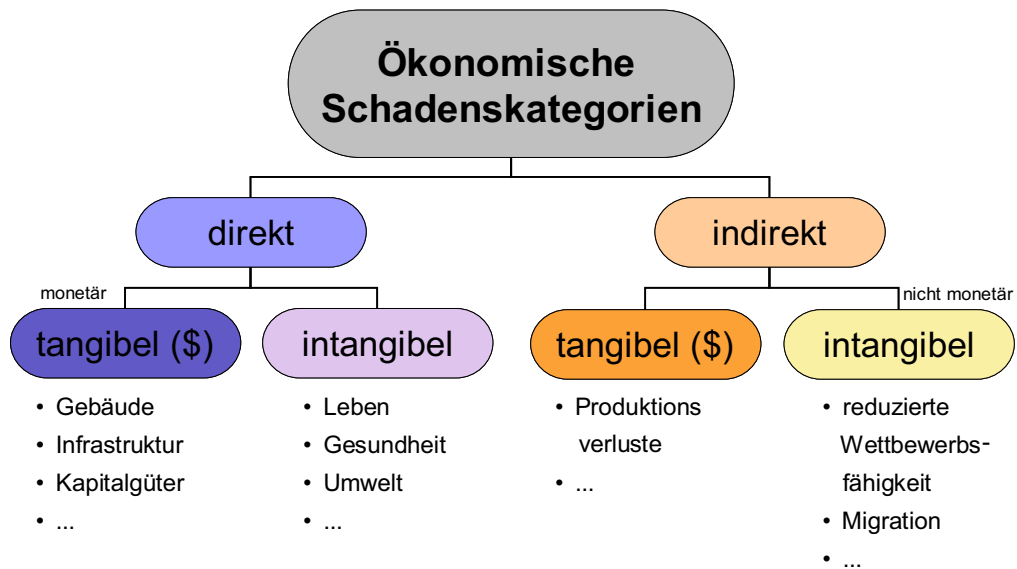 Ökonomische
Schadenskategorien
direkt
indirekt
monetär
nicht monetär
tangibel ($)
intangibel
tangibel ($)
intangibel
• Gebäude
• Infrastruktur
• Kapitalgüter
• ...
• Leben
• Gesundheit
• Umwelt
• ...
• Produktions
verluste
• ...
• reduzierte
Wettbewerbs-
fähigkeit
• Migration
• ...